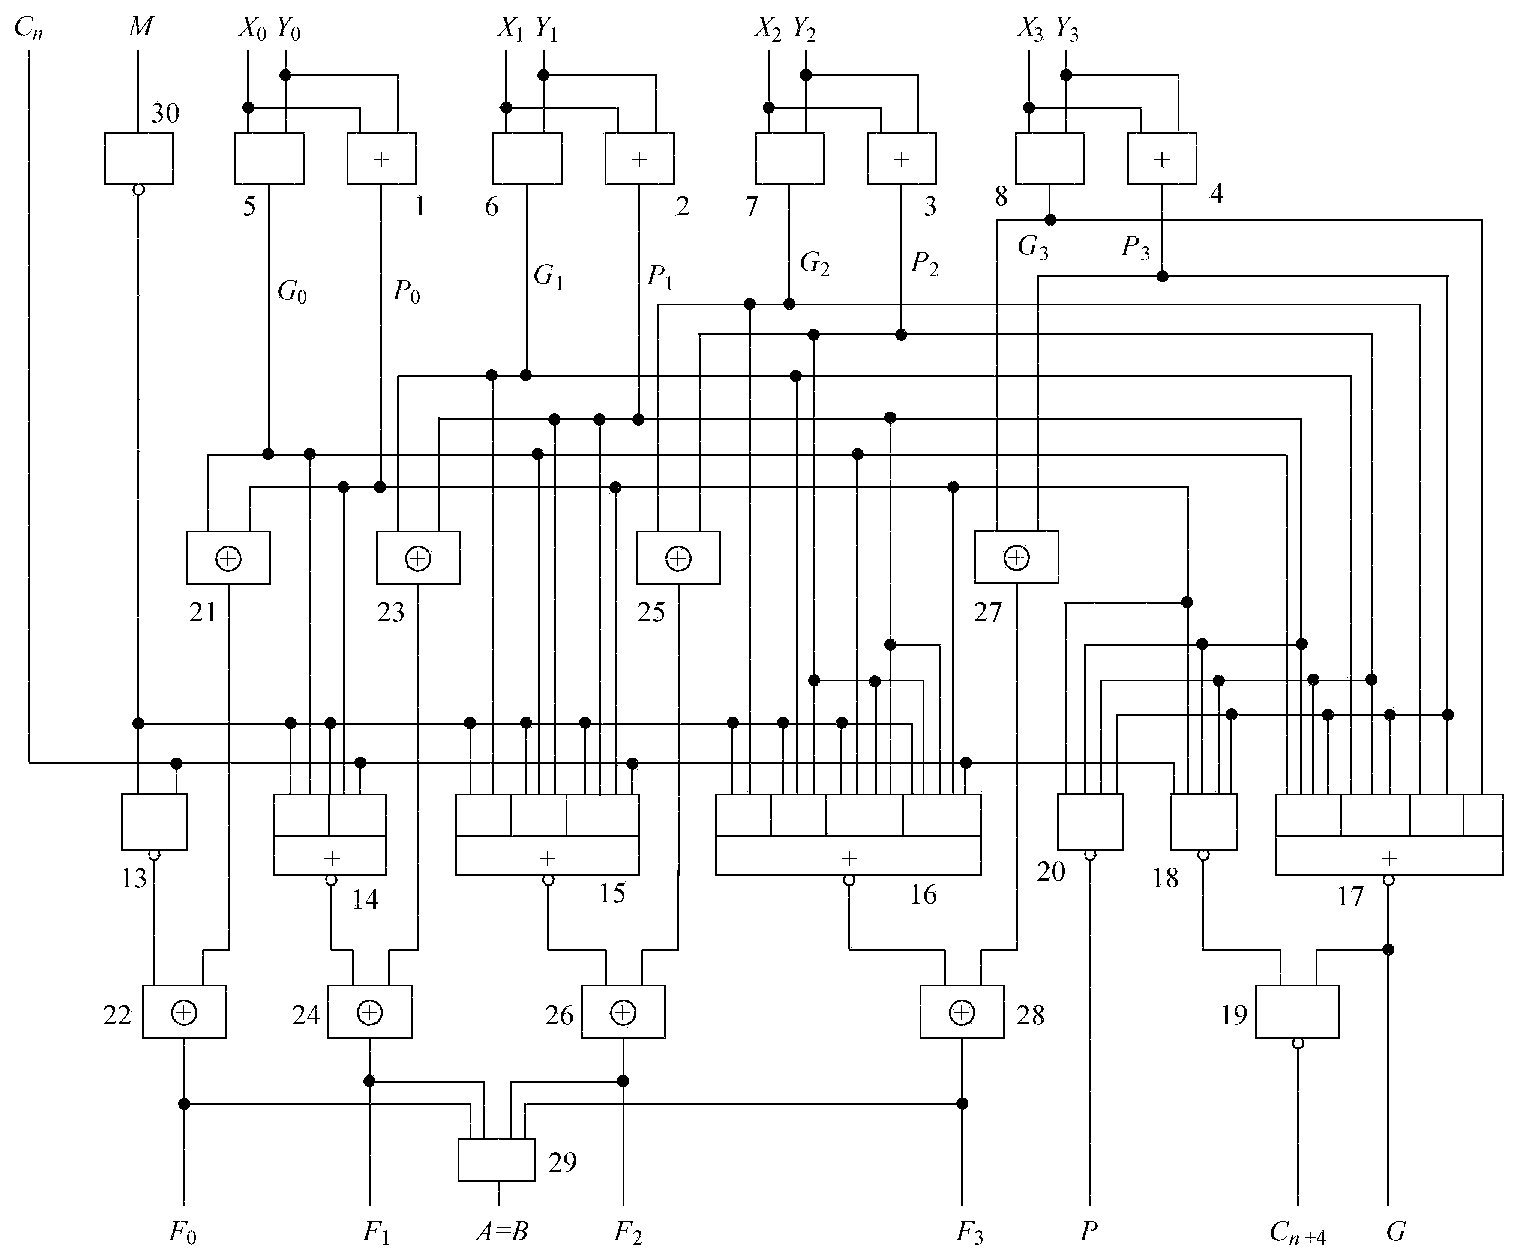 Cn M X0 Y0 X1 Y1 X2 Y2 X3 Y3
30
+ + + +
5 1 6 2 7 3 8 4
G0 P0 G1 P1 G2 P2 G3 P3
⊕ ⊕ ⊕ ⊕
21 23 25 27
+ + + +
13 14 15 16 20 18 17
22 ⊕ 24 ⊕ 26 ⊕ ⊕ 28 19
29
F0 F1 A=B F2 F3 P Cn+4 G